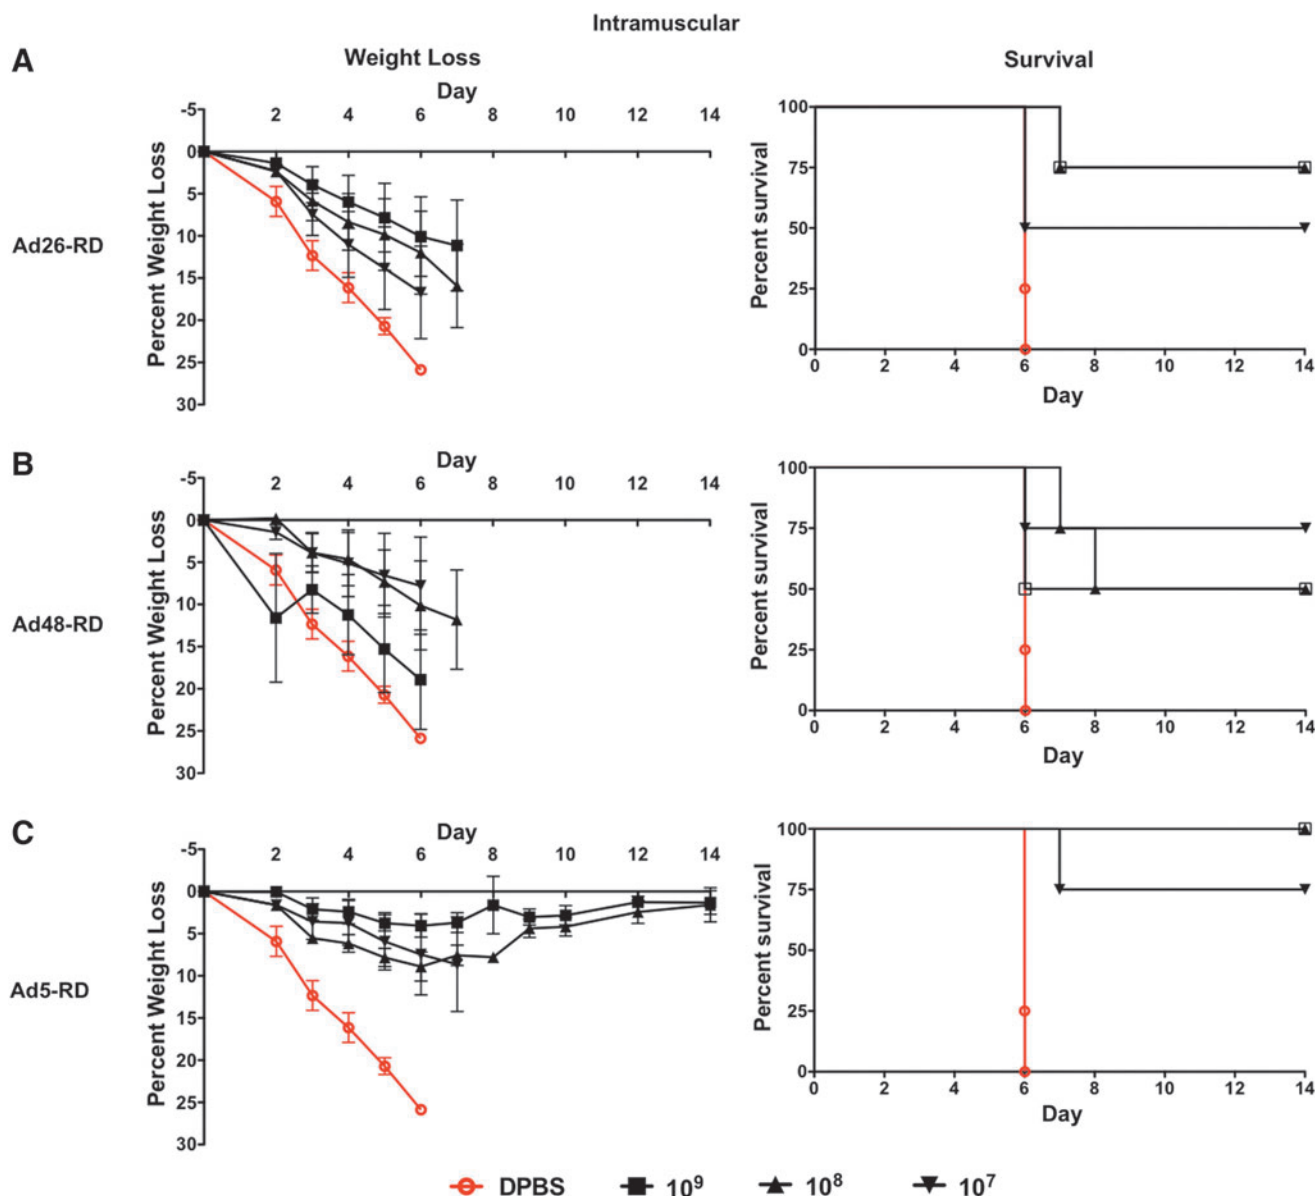 Intramuscular
A
Weight Loss
Survival
Day
-5 2 4 6 8 10 12 14
0
5
10
15
20
25
30
Percent Weight Loss
Ad26-RD
100
75
50
25
0
Percent survival
0 2 4 6 8 10 12 14
Day
B
Day
-5 2 4 6 8 10 12 14
0
5
10
15
20
25
30
Percent Weight Loss
Ad48-RD
100
75
50
25
0
Percent survival
0 2 4 6 8 10 12 14
Day
C
Day
-5 2 4 6 8 10 12 14
0
5
10
15
20
25
30
Percent Weight Loss
Ad5-RD
100
75
50
25
0
Percent survival
0 2 4 6 8 10 12 14
Day
DPBS 10⁹ 10⁸ 10⁷